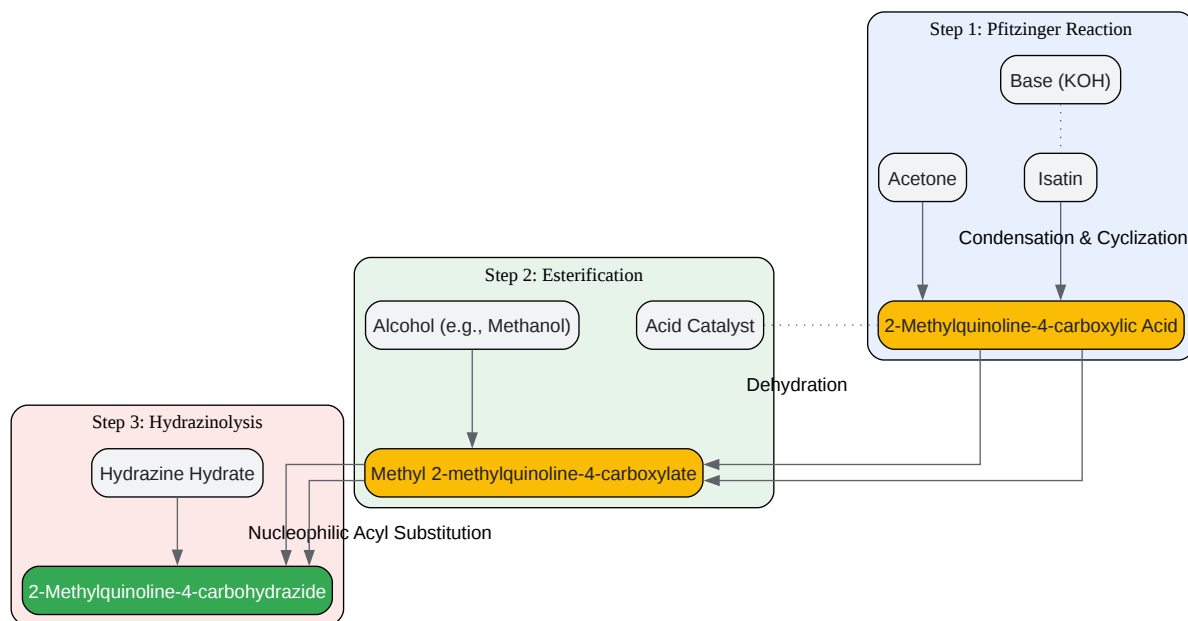 Step 1: Pfitzinger Reaction
Base (KOH)
Acetone
Isatin
Condensation & Cyclization
2-Methylquinoline-4-carboxylic Acid
Step 2: Esterification
Alcohol (e.g., Methanol)
Acid Catalyst
Dehydration
Methyl 2-methylquinoline-4-carboxylate
Step 3: Hydrazinolysis
Hydrazine Hydrate
Nucleophilic Acyl Substitution
2-Methylquinoline-4-carbohydrazide